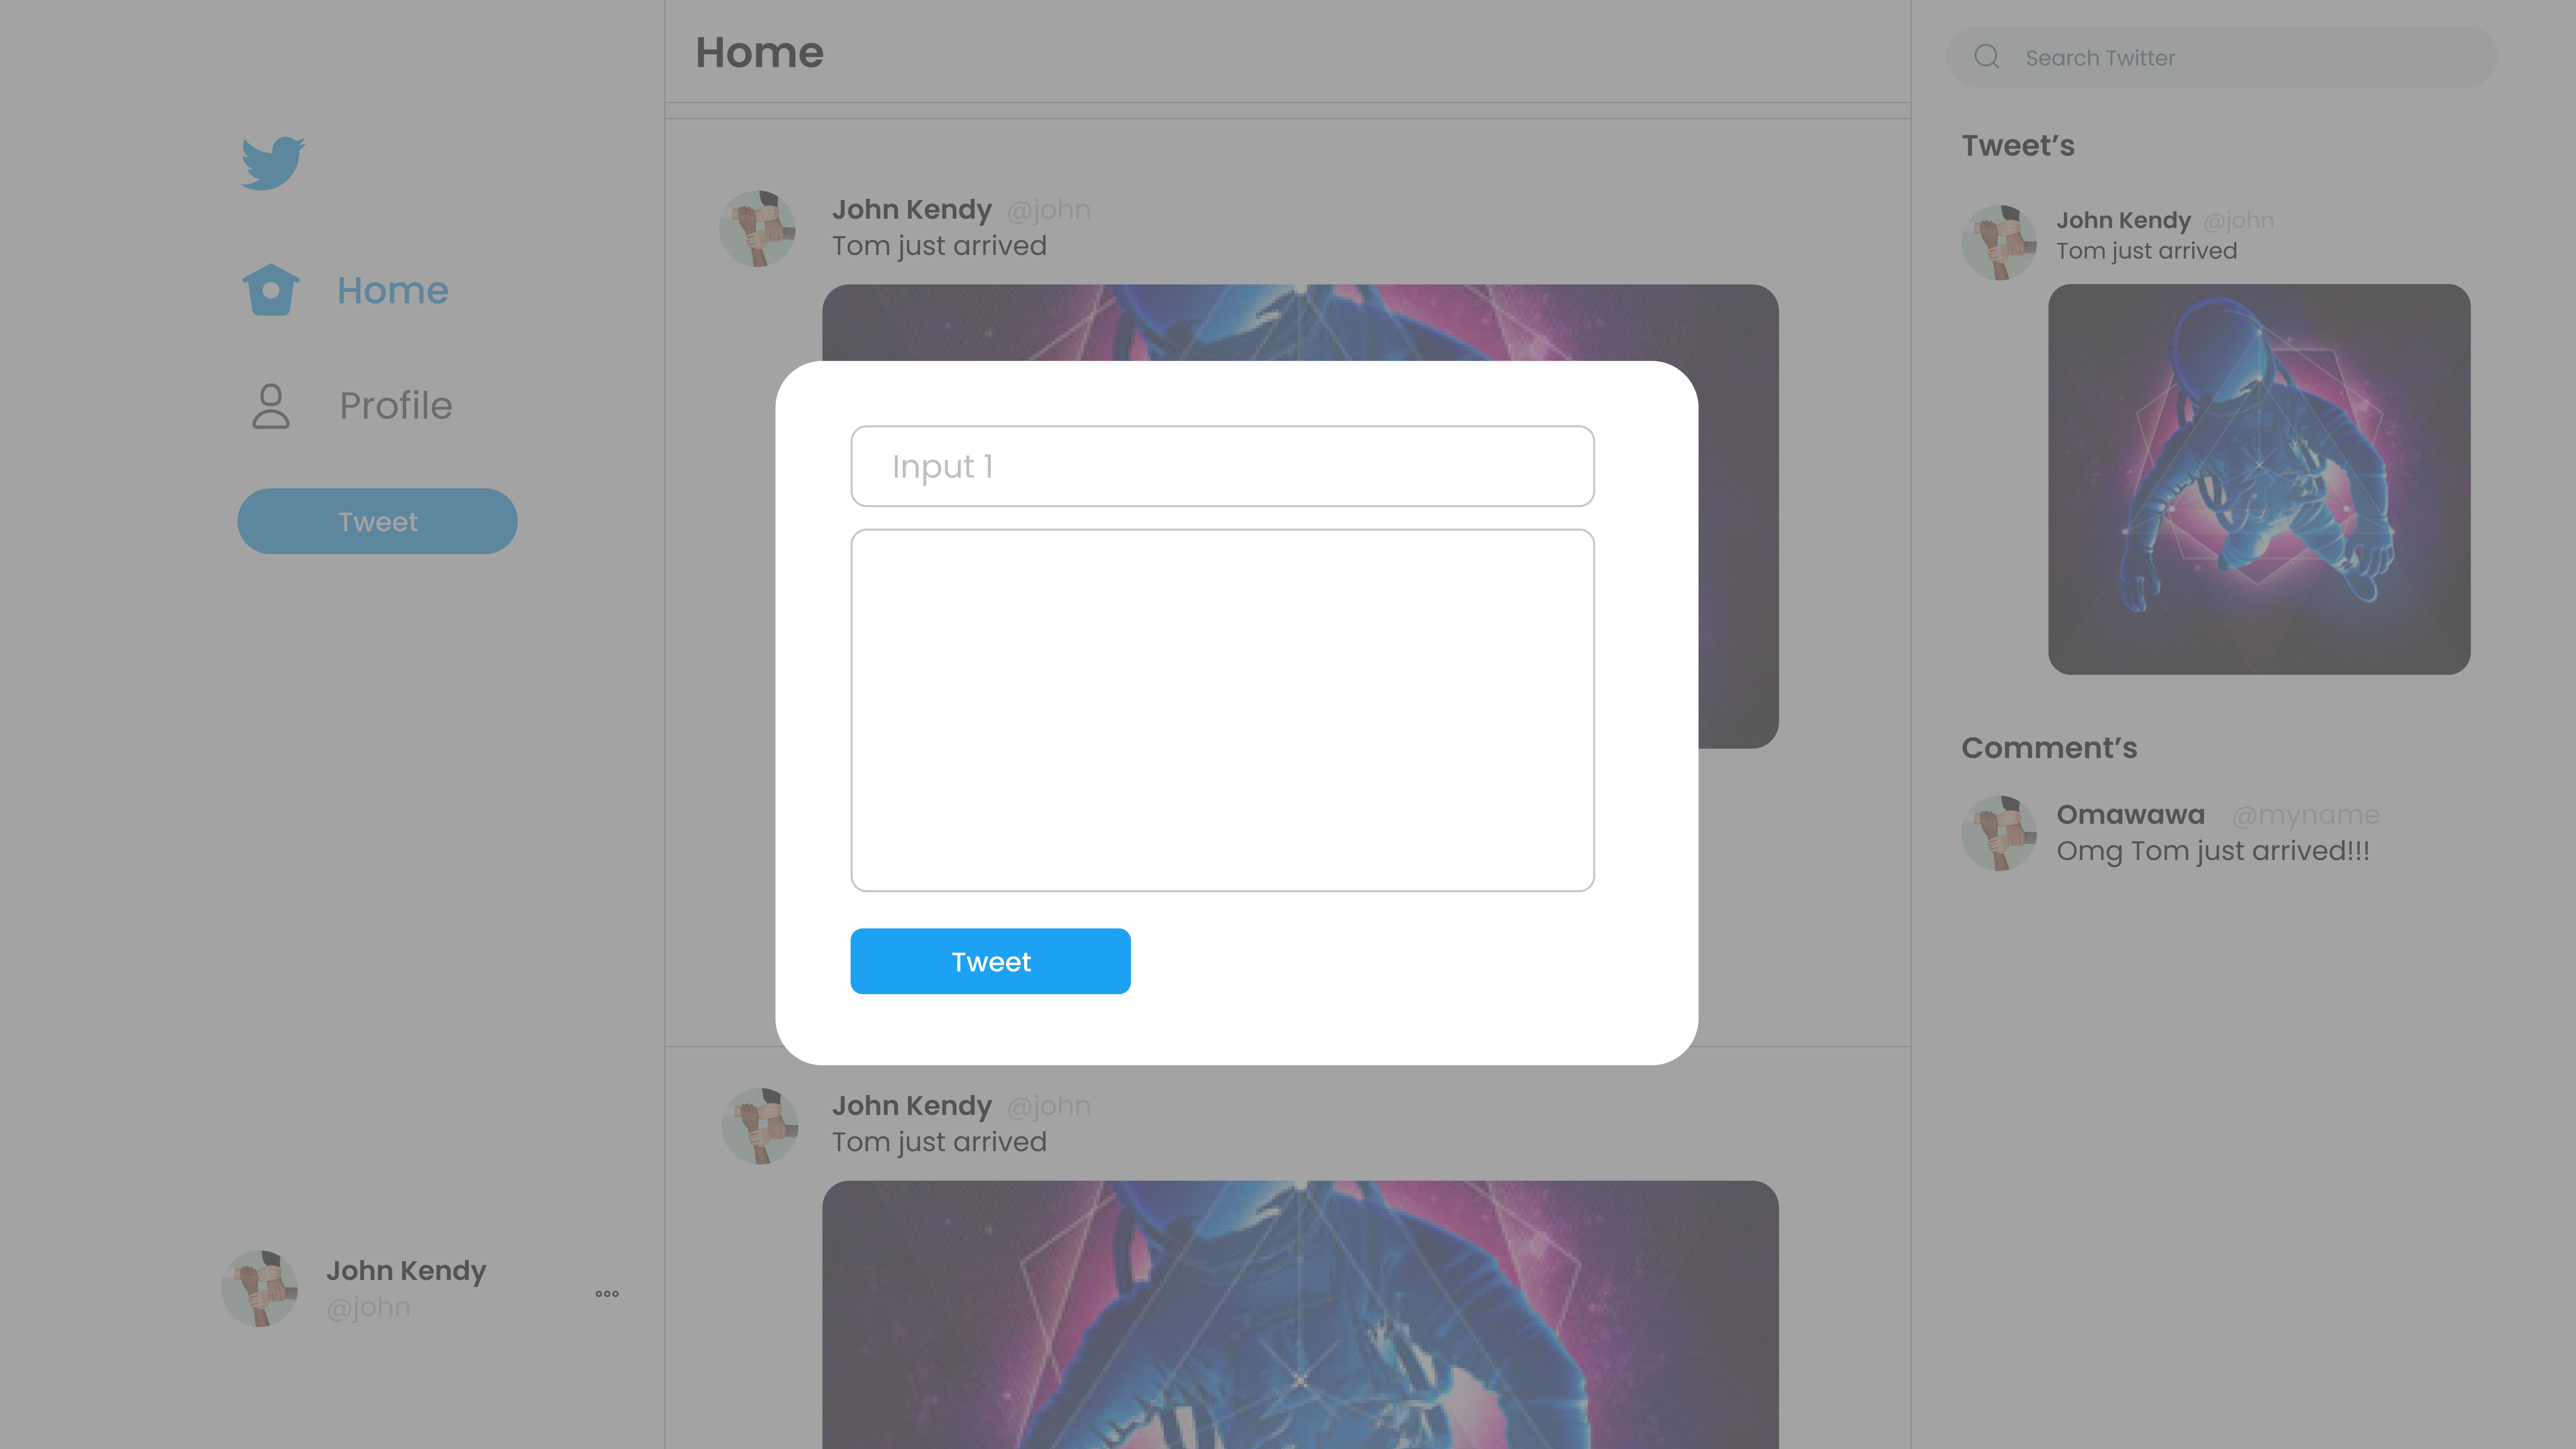 Home
Profile
Tweet
John Kendy
@john
Home
John Kendy @john
Tom just arrived
Input 1
Tweet
John Kendy @john
Tom just arrived
Search Twitter
Tweet’s
John Kendy @john
Tom just arrived
Comment’s
Omawawa @myname
Omg Tom just arrived!!!